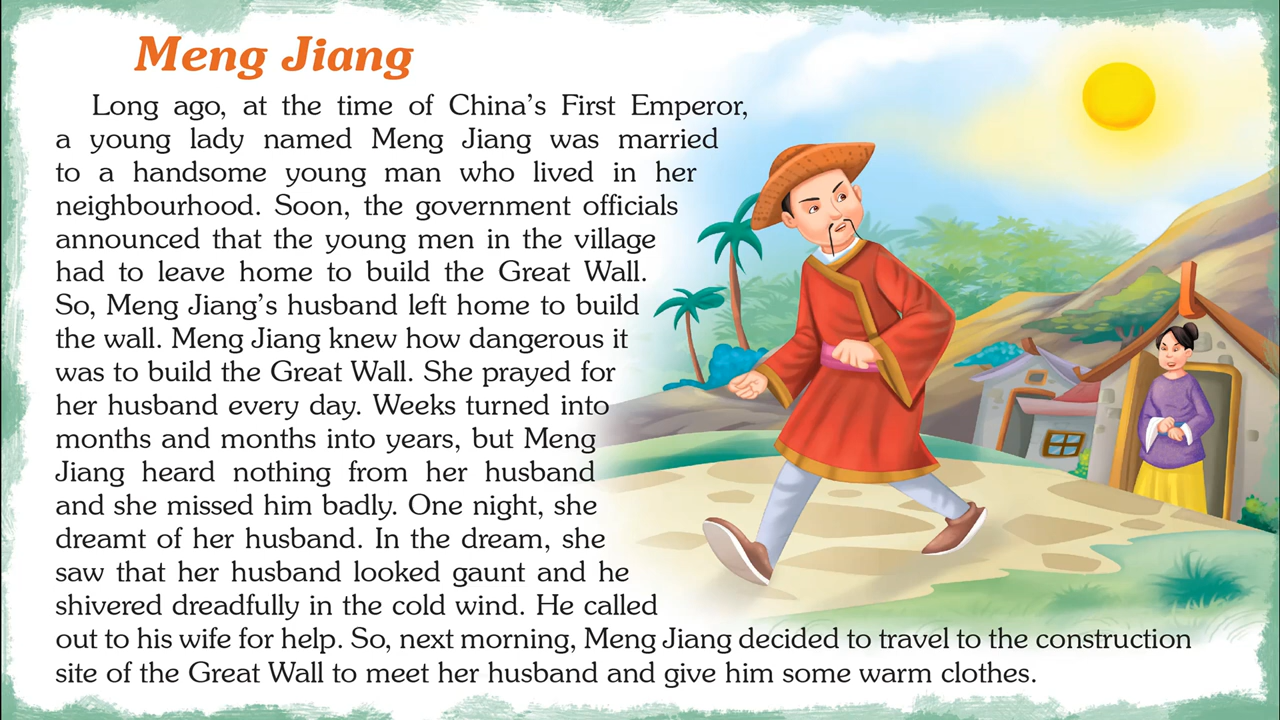 Meng Jiang
Long ago, at the time of China’s First Emperor,
a young lady named Meng Jiang was married
to a handsome young man who lived in her
neighbourhood. Soon, the government officials
announced that the young men in the village
had to leave home to build the Great Wall.
So, Meng Jiang’s husband left home to build
the wall. Meng Jiang knew how dangerous it
was to build the Great Wall. She prayed for
her husband every day. Weeks turned into
months and months into years, but Meng
Jiang heard nothing from her husband
and she missed him badly. One night, she
dreamt of her husband. In the dream, she
saw that her husband looked gaunt and he
shivered dreadfully in the cold wind. He called
out to his wife for help. So, next morning, Meng Jiang decided to travel to the construction
site of the Great Wall to meet her husband and give him some warm clothes.